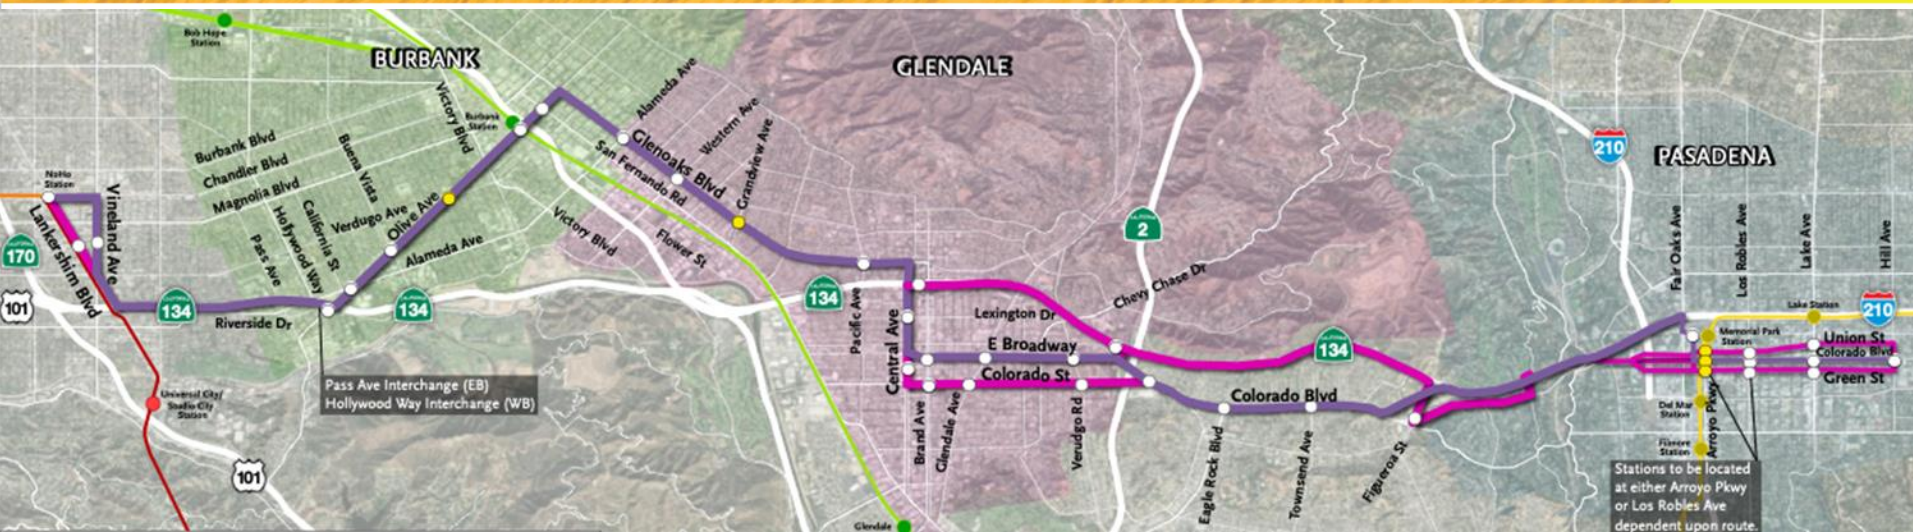 Bob Hope
Station
BURBANK
GLENDALE
PASADENA
Burbank
Station
Victory Blvd
Alameda Ave
Western Ave
Grandview Ave
Glenoaks Blvd
San Fernando Rd
Flower St
Victory Blvd
Burbank Blvd
Chandler Blvd
Magnolia Blvd
Buena Vista
Verdugo Ave
Olive Ave
Alameda Ave
California St
Hollywood Way
Pass Ave
NoHo
Station
Vineland Ave
Lankershim Blvd
170
101
134
Riverside Dr
134
Pass Ave Interchange (EB)
Hollywood Way Interchange (WB)
Universal City/
Studio City
Station
101
134
Pacific Ave
Central Ave
Lexington Dr
E Broadway
Colorado St
Brand Ave
Glendale Ave
Verudgo Rd
Glendale
CALIFORNIA
2
Chevy Chase Dr
134
Colorado Blvd
Eagle Rock Blvd
Townsend Ave
Figueroa St
210
Fair Oaks Ave
Los Robles Ave
Lake Ave
Hill Ave
Lake Station
210
Memorial Park
Station
Union St
Colorado Blvd
Green St
Del Mar
Station
Arroyo Pkwy
Fillmore
Station
Stations to be located
at either Arroyo Pkwy
or Los Robles Ave
dependent upon route.